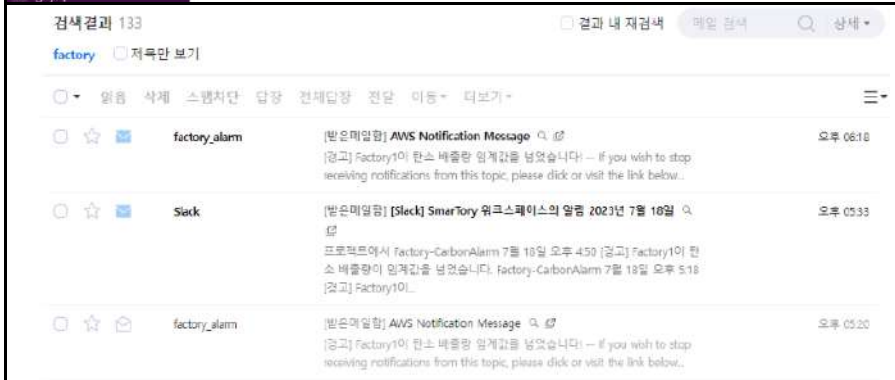 검색결과 133
결과 내 재검색
메일 검색
상세
factory
제목만 보기
읽음 삭제 스팸차단 답장 전체답장 전달 이동 더보기
factory_alarm
[받은메일함] AWS Notification Message
오후 06:18
[경고] Factory1이 탄소 배출량 임계값을 넘었습니다! -- If you wish to stop
receiving notifications from this topic, please click or visit the link below...
Slack
[받은메일함] [Slack] SmarTory 워크스페이스의 알림 2023년 7월 18일
오후 05:33
프로젝트에서 Factory-CarbonAlarm 7월 18일 오후 4:50 [경고] Factory1이 탄
소 배출량이 임계값을 넘었습니다. Factory-CarbonAlarm 7월 18일 오후 5:18
[경고] Factory1이...
factory_alarm
[받은메일함] AWS Notification Message
오후 05:20
[경고] Factory1이 탄소 배출량 임계값을 넘었습니다! -- If you wish to stop
receiving notifications from this topic, please click or visit the link below...